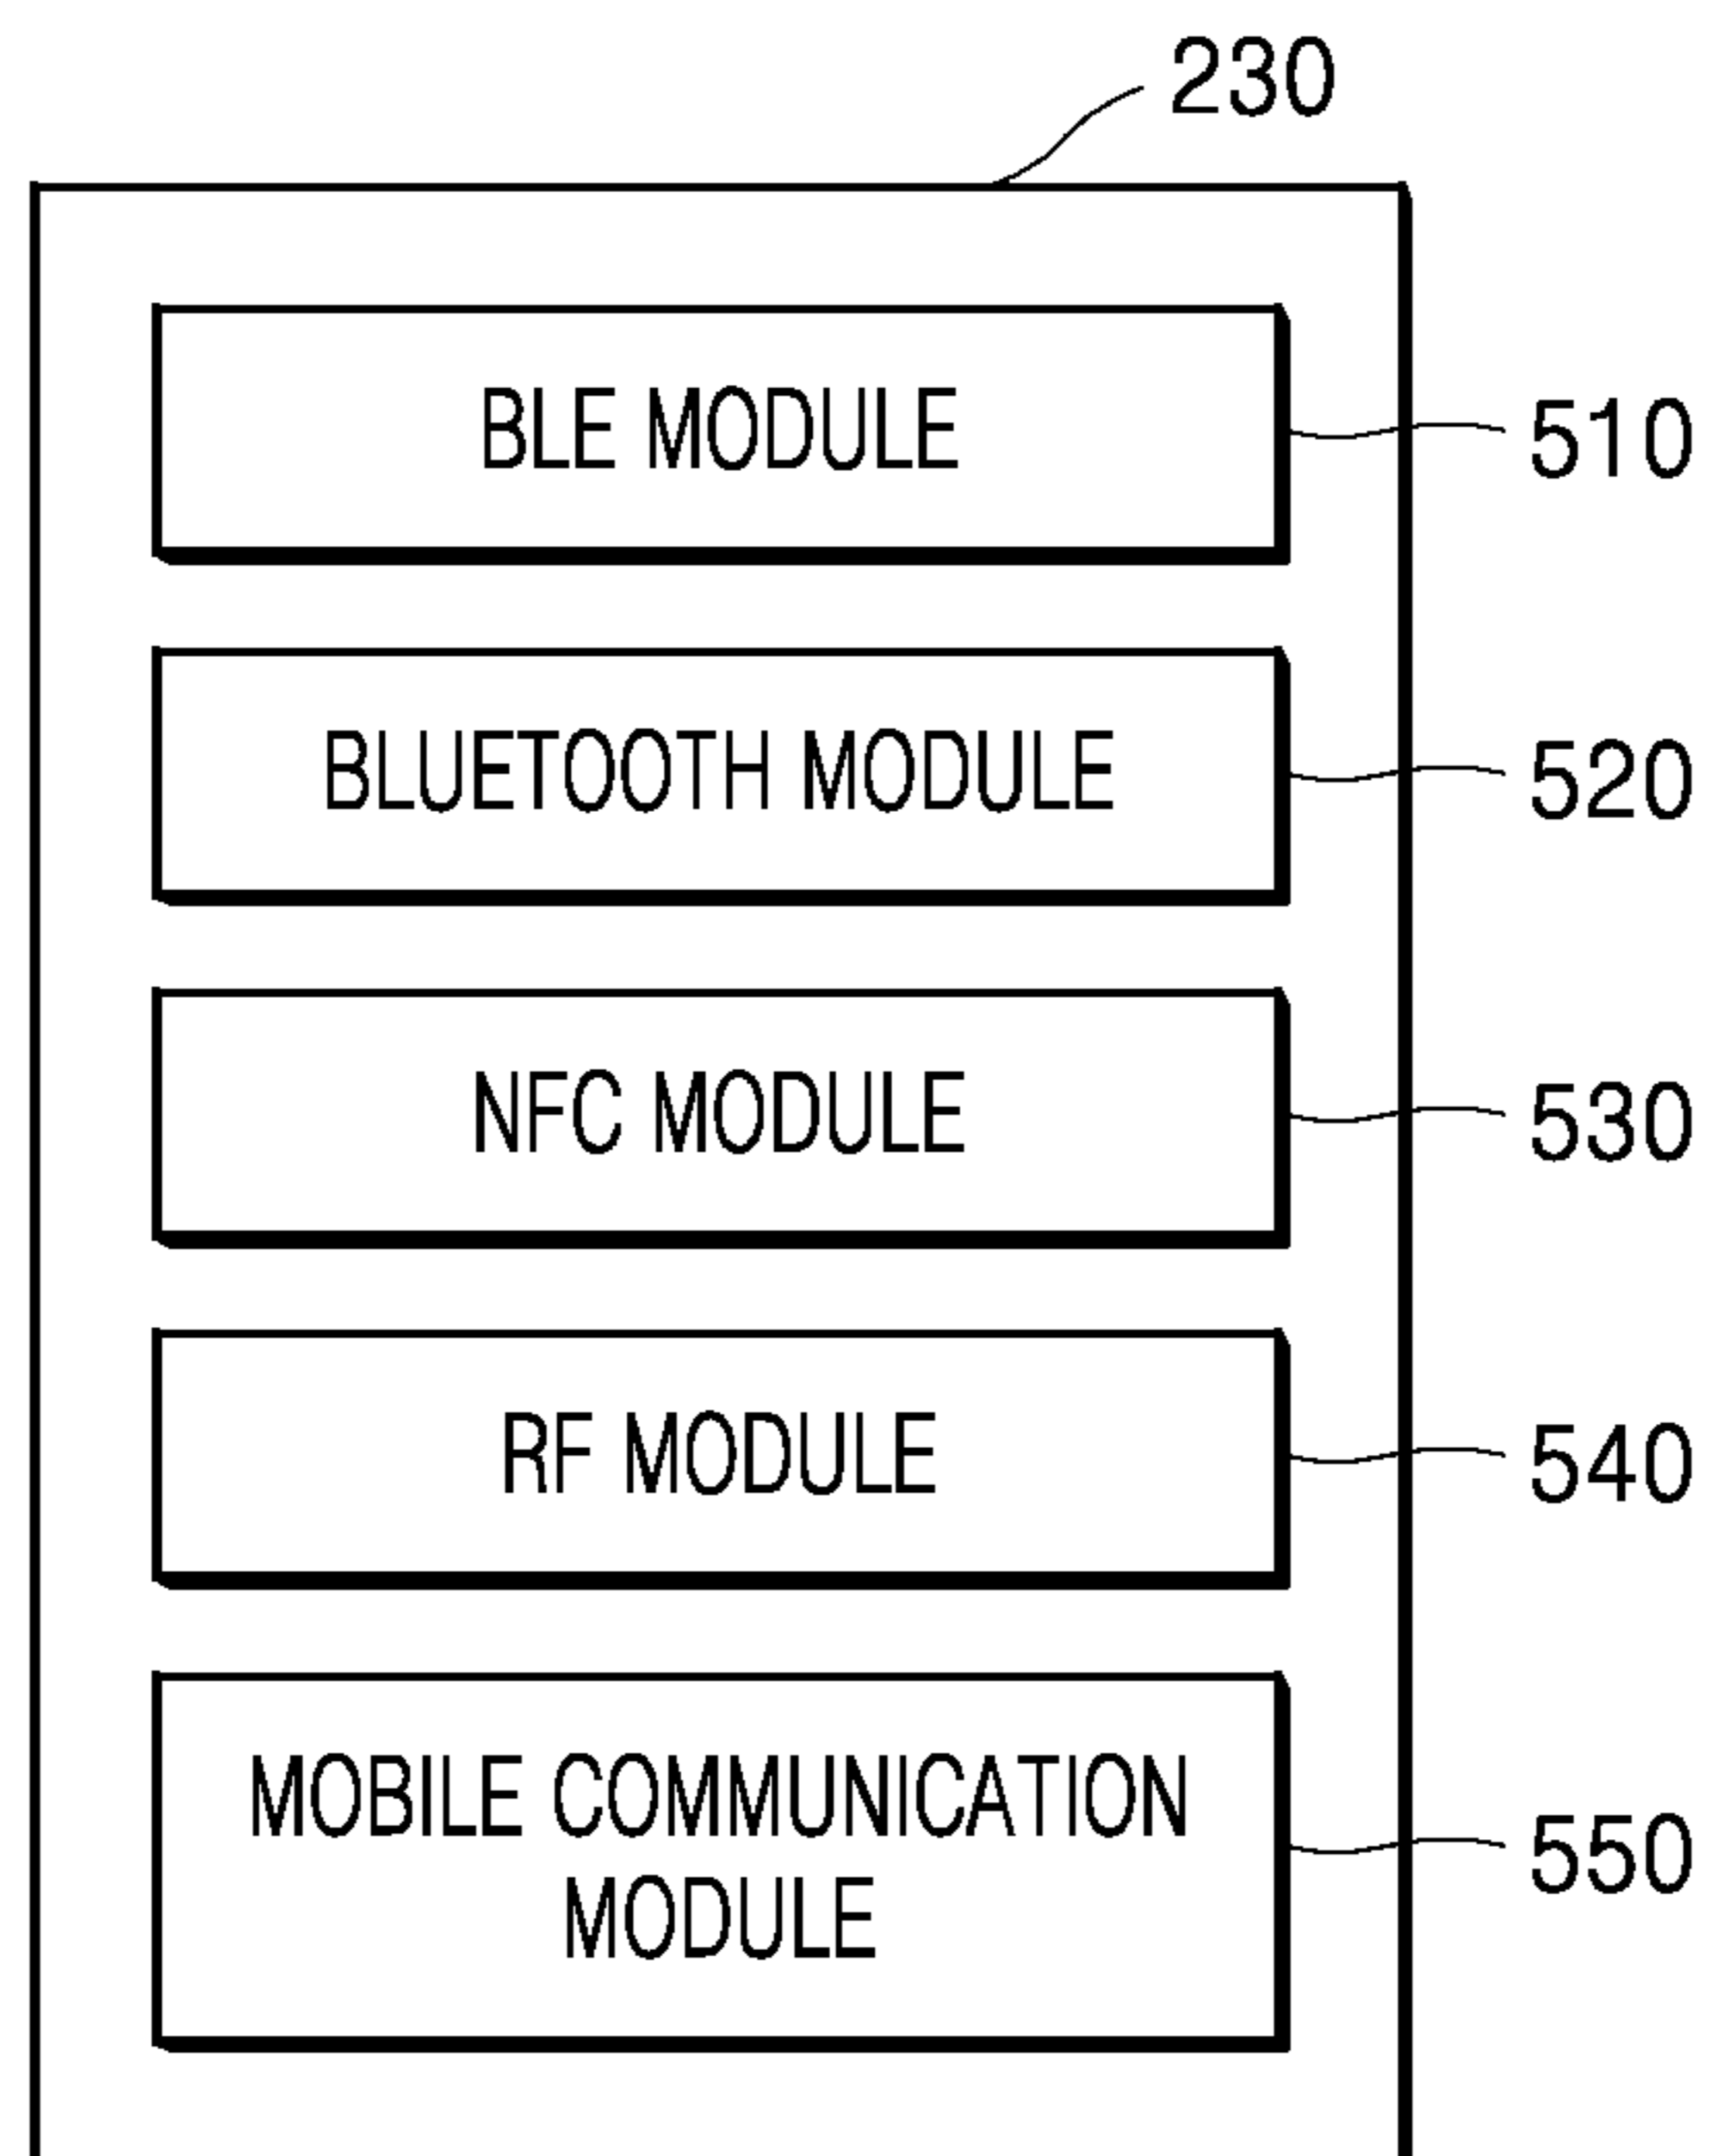 230
BLE MODULE
510
BLUETOOTH MODULE
520
NFC MODULE
530
RF MODULE
540
MOBILE COMMUNICATION
MODULE
550